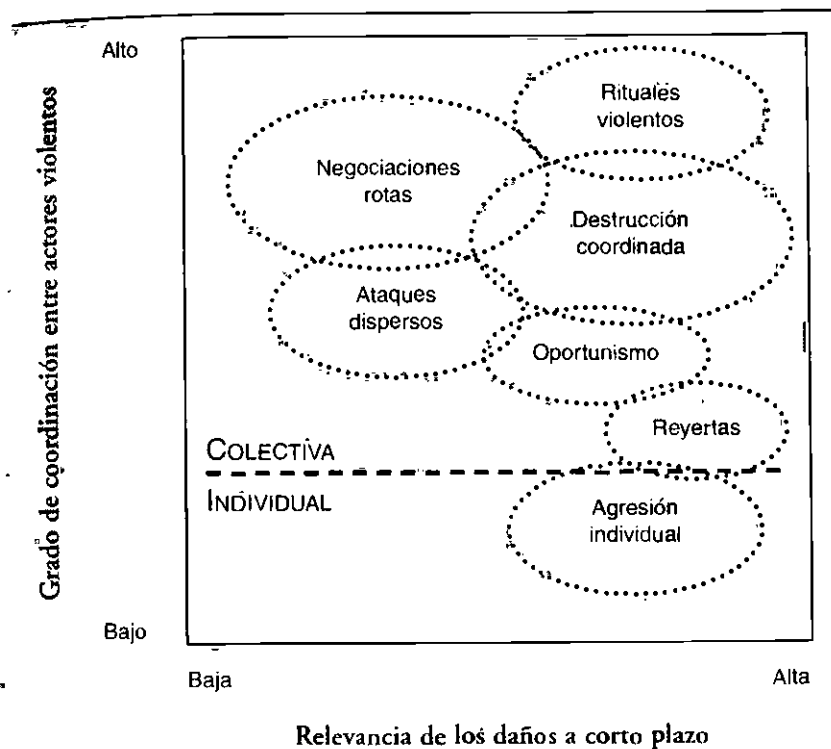 Alto
Rituales
violentos
Negociaciones
rotas
Destrucción
coordinada
Ataques
dispersos
Oportunismo
Reyertas
COLECTIVA
INDIVIDUAL
Agresión
individual
Bajo
Baja
Alta
Grado de coordinación entre actores violentos
Relevancia de los daños a corto plazo